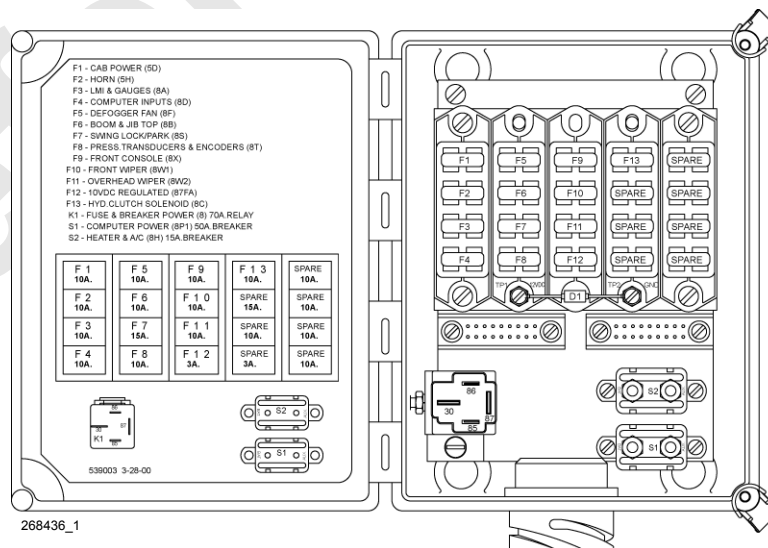 F1 - CAB POWER (5D)
F2 - HORN (5H)
F3 - LMI & GAUGES (8A)
F4 - COMPUTER INPUTS (8D)
F5 - DEFOGGER FAN (8F)
F6 - BOOM & JIB TOP (8B)
F7 - SWING LOCK/PARK (8S)
F8 - PRESS.TRANSDUCERS & ENCODERS (8T)
F9 - FRONT CONSOLE (8X)
F10 - FRONT WIPER (8W1)
F11 - OVERHEAD WIPER (8W2)
F12 - 10VDC REGULATED (87FA)
F13 - HYD.CLUTCH SOLENOID (8C)
K1 - FUSE & BREAKER POWER (8) 70A.RELAY
S1 - COMPUTER POWER (8P1) 50A.BREAKER
S2 - HEATER & A/C (8H) 15A.BREAKER
F 1 F 5 F 9 F 1 3 SPARE
10A. 10A. 10A. 10A. 10A.
F 2 F 6 F 1 0 SPARE SPARE
10A. 10A. 10A. 15A. 10A.
F 3 F 7 F 1 1 SPARE SPARE
10A. 15A. 10A. 10A. 10A.
F 4 F 8 F 1 2 SPARE SPARE
10A. 10A. 3A. 3A. 10A.
86
30 87
K1 85
S2
S1
539003 3-28-00
F1 F5 F9 F13 SPARE
F2 F6 F10 SPARE SPARE
F3 F7 F11 SPARE SPARE
F4 F8 F12 SPARE SPARE
TP1 12VDC D1 TP2 GND
86
30
87
85
S2
S1
268436_1